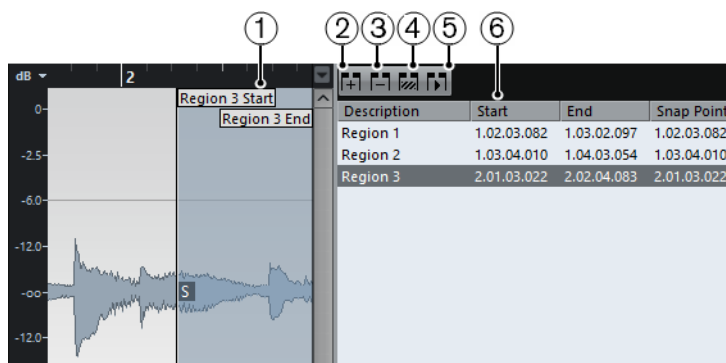 1 2 3 4 5 6
dB 2
Region 3 Start
Region 3 End
0
-2.5
-6.0
-12.0
-oo
-12.0
S
Description Start End Snap Point
Region 1 1.02.03.082 1.03.02.097 1.02.03.082
Region 2 1.03.04.010 1.04.03.054 1.03.04.010
Region 3 2.01.03.022 2.02.04.083 2.01.03.022